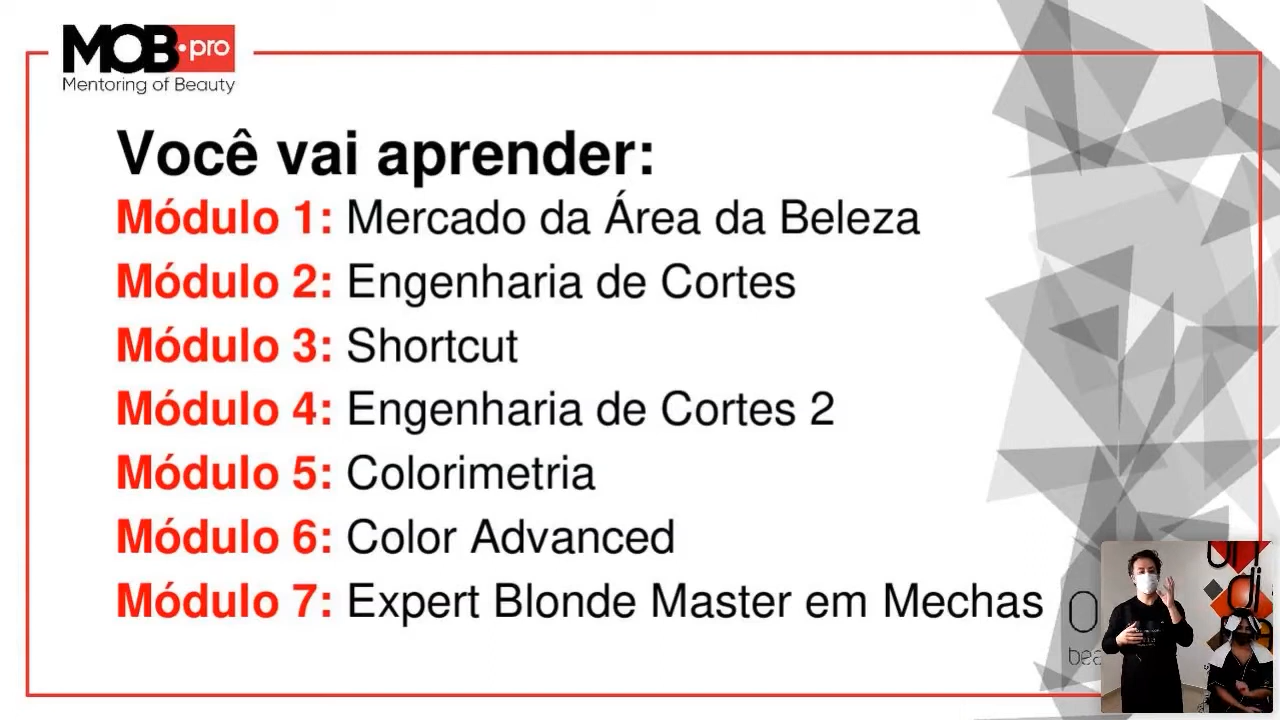 MOB•pro
Mentoring of Beauty
Você vai aprender:
Módulo 1: Mercado da Área da Beleza
Módulo 2: Engenharia de Cortes
Módulo 3: Shortcut
Módulo 4: Engenharia de Cortes 2
Módulo 5: Colorimetria
Módulo 6: Color Advanced
Módulo 7: Expert Blonde Master em Mechas